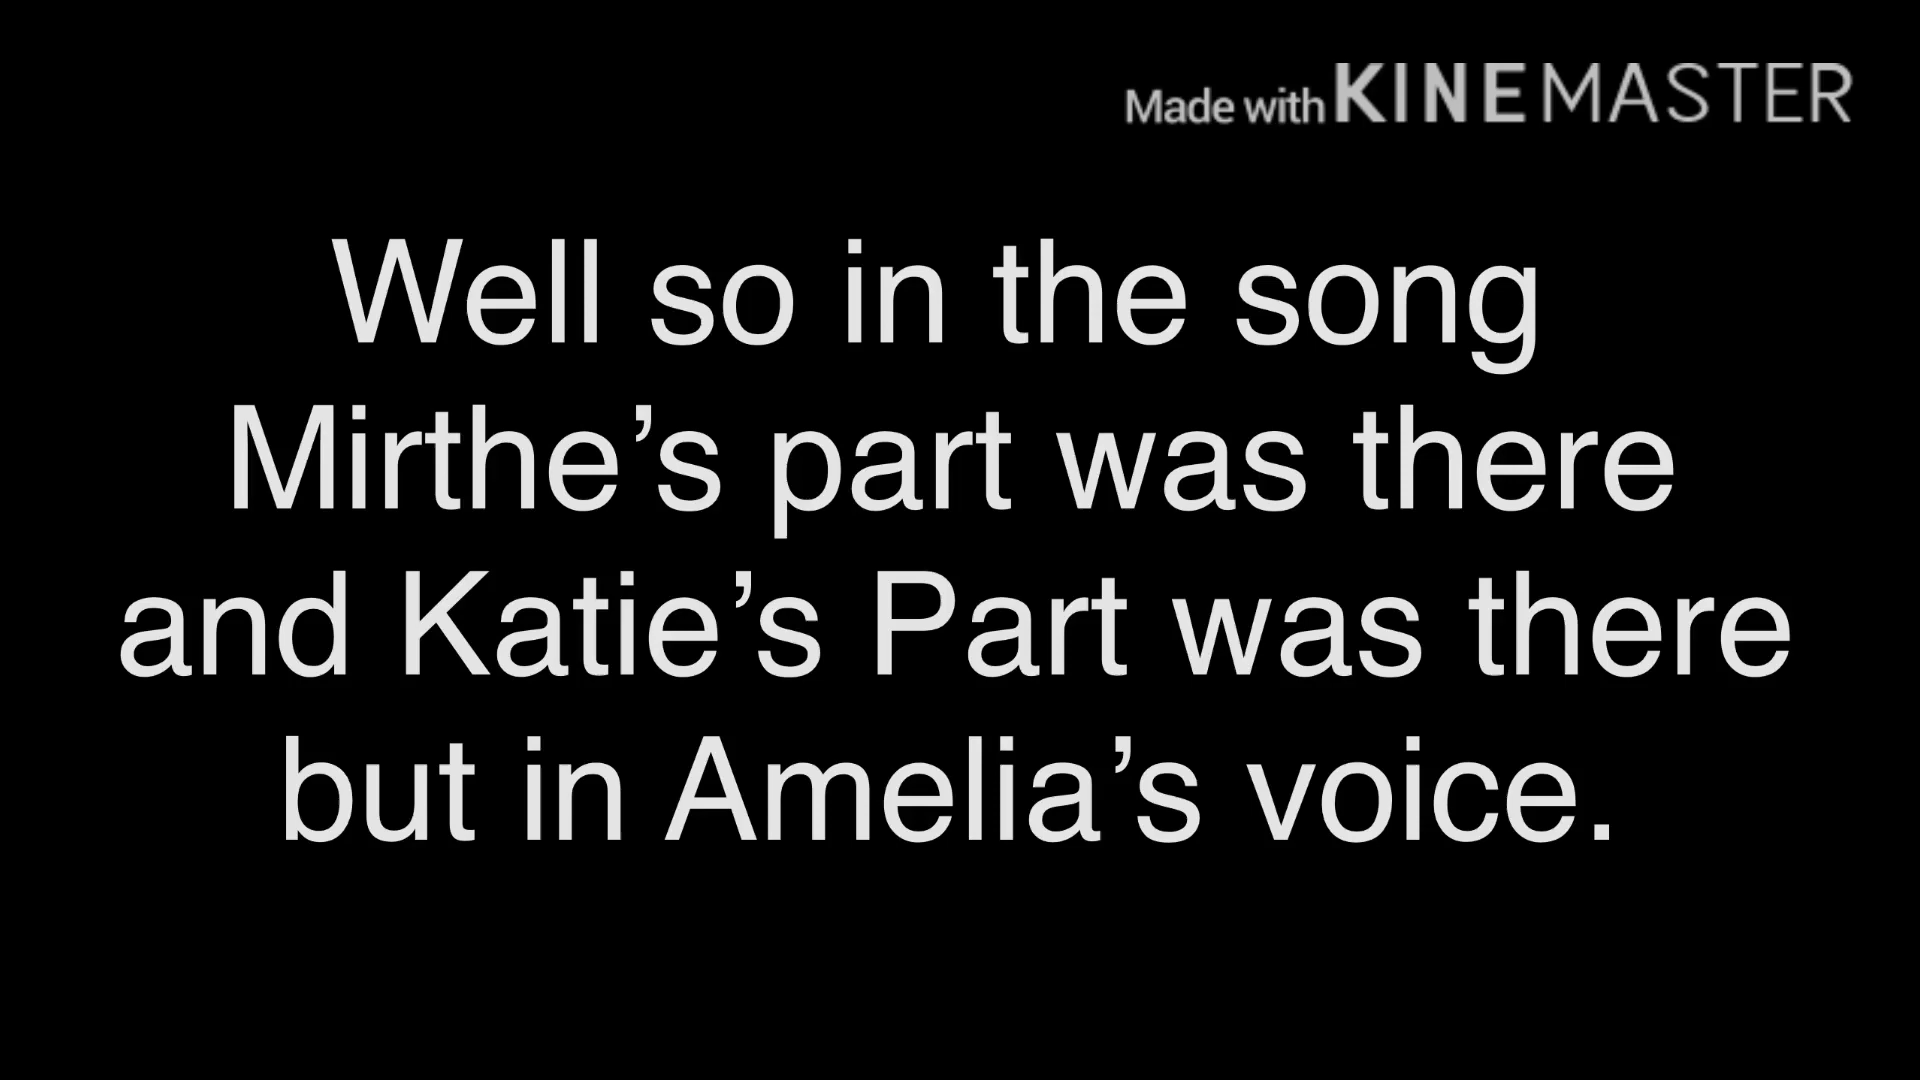 Made with KINEMASTER
Well so in the song
Mirthe’s part was there
and Katie’s Part was there
but in Amelia’s voice.